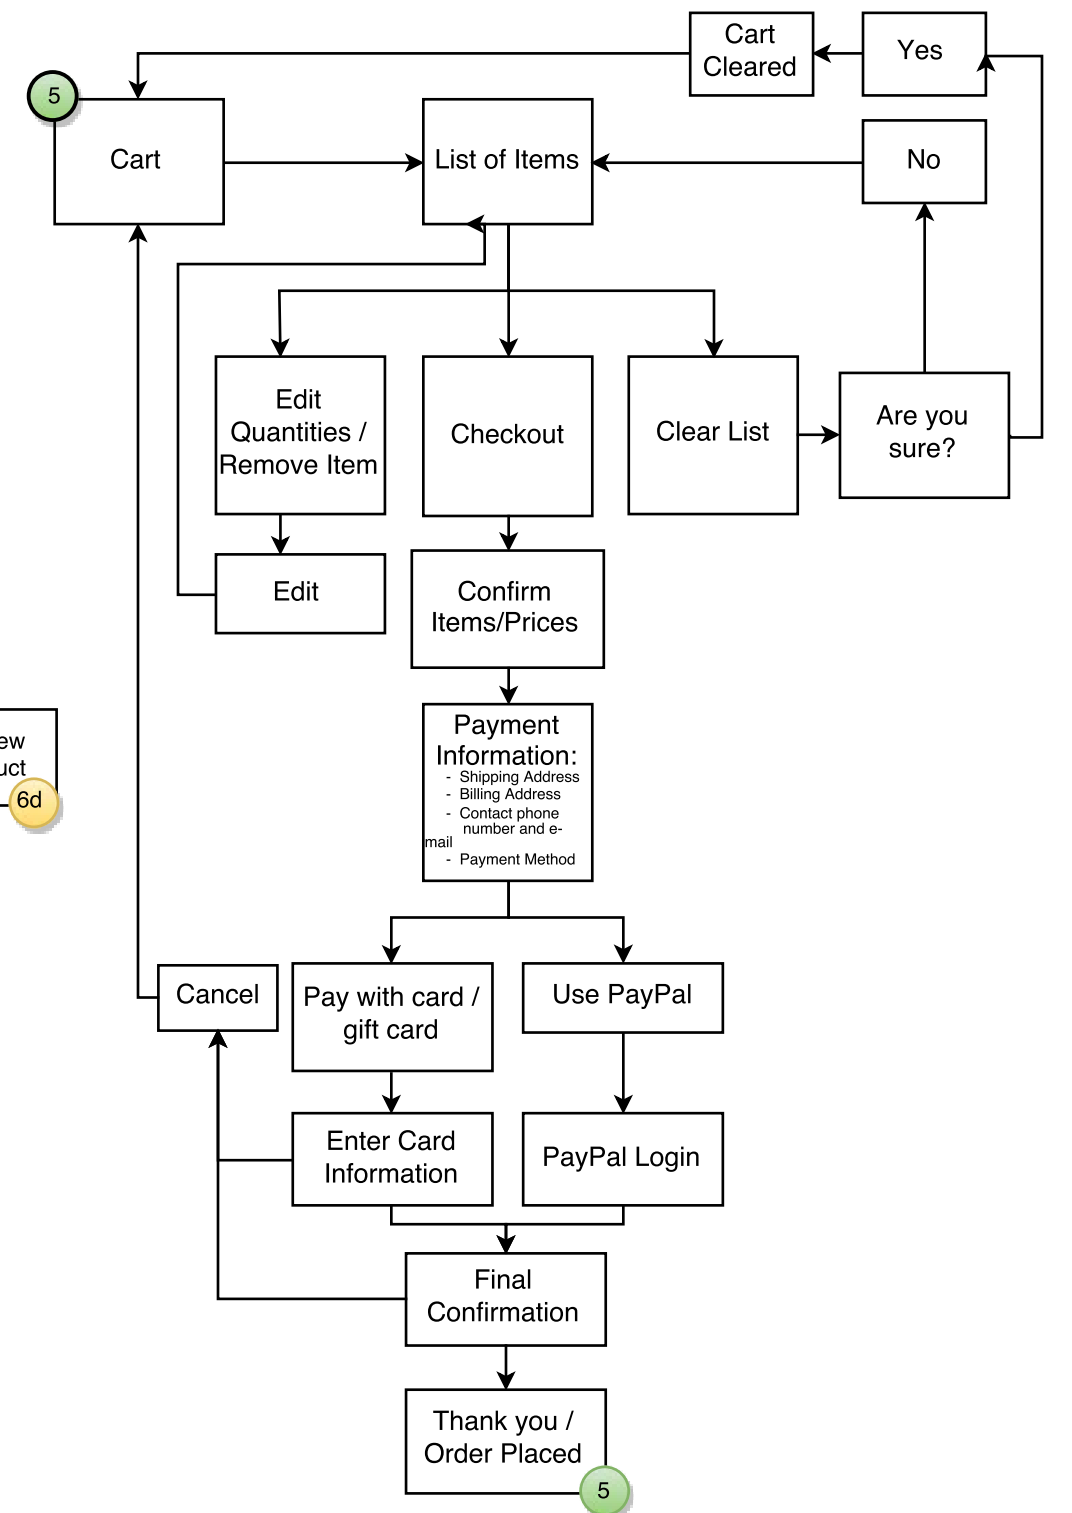 Cart
Cleared
Yes
5
Cart
List of Items
No
Edit
Quantities /
Remove Item
Checkout
Clear List
Are you
sure?
Edit
Confirm
Items/Prices
ew
uct
6d
Payment
Information:
- Shipping Address
- Billing Address
- Contact phone
number and e-
mail
- Payment Method
Cancel
Pay with card /
gift card
Use PayPal
Enter Card
Information
PayPal Login
Final
Confirmation
Thank you /
Order Placed
5